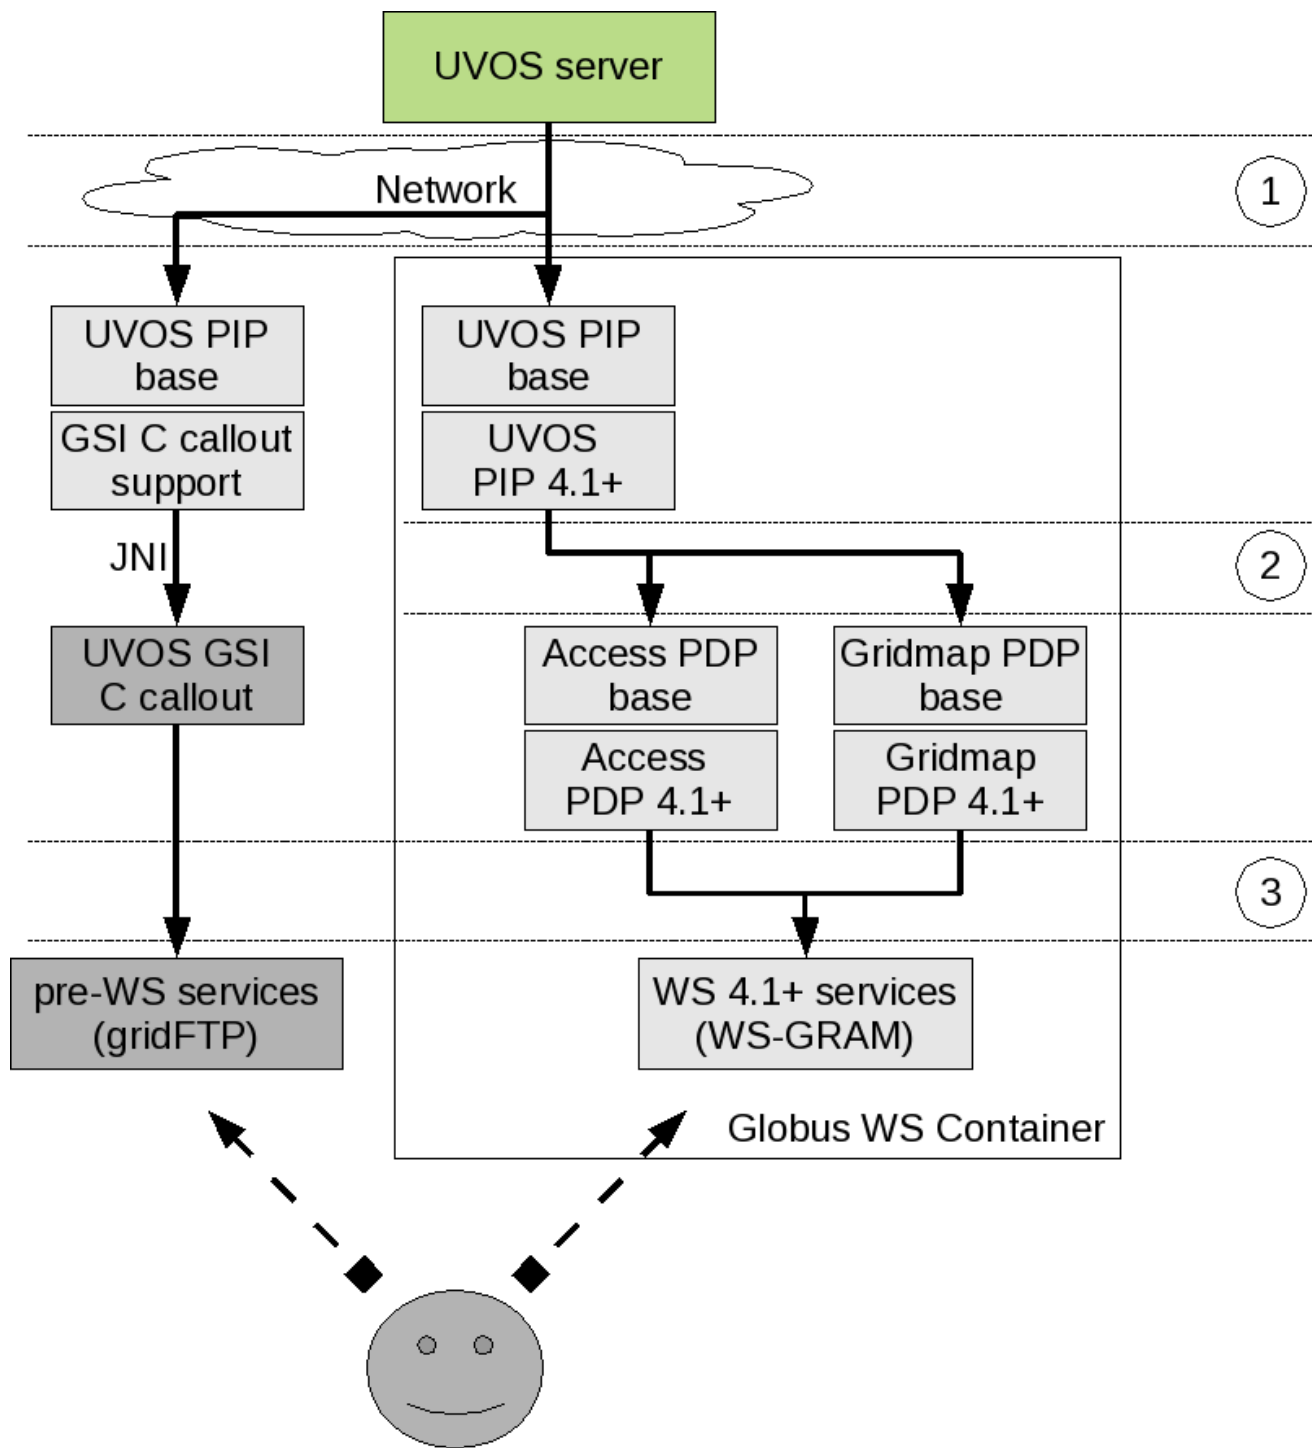 UVOS server
Network
1
UVOS PIP
base
UVOS PIP
base
GSI C callout
support
UVOS
PIP 4.1+
JNI
2
UVOS GSI
C callout
Access PDP
base
Gridmap PDP
base
Access
PDP 4.1+
Gridmap
PDP 4.1+
3
pre-WS services
(gridFTP)
WS 4.1+ services
(WS-GRAM)
Globus WS Container